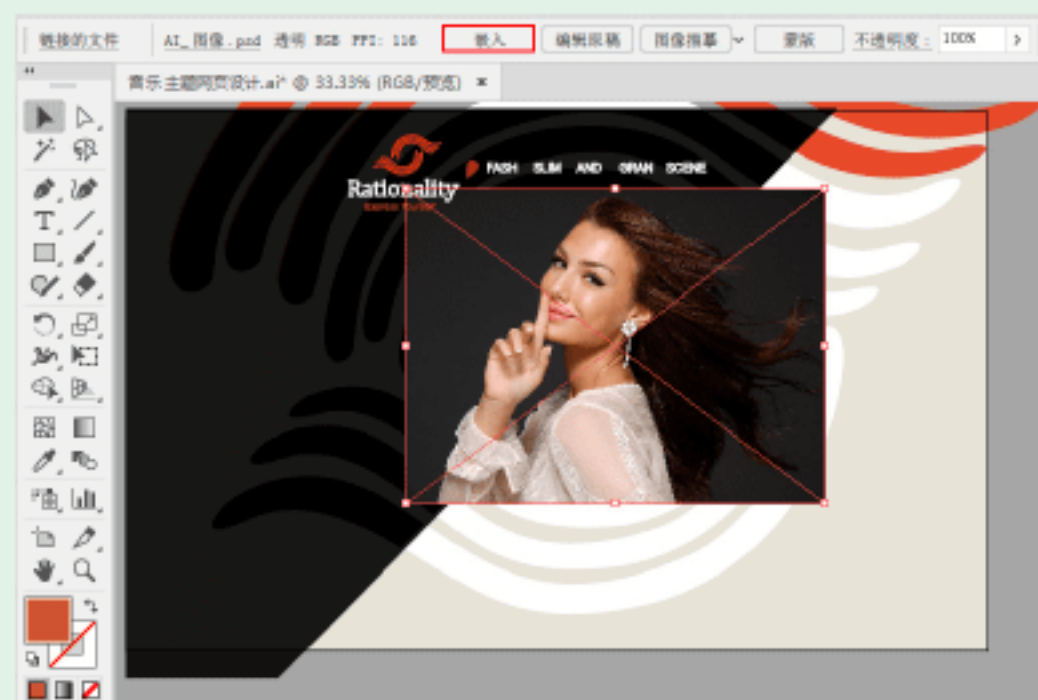 链接的文件 AI_图像.psd 透明 RGB PPI: 116 嵌入 编辑原稿 图像描摹 蒙版 不透明度： 100%
音乐主题网页设计.ai* @ 33.33% (RGB/预览)
FASH SLIM AND GRAN SCENE
Rationality